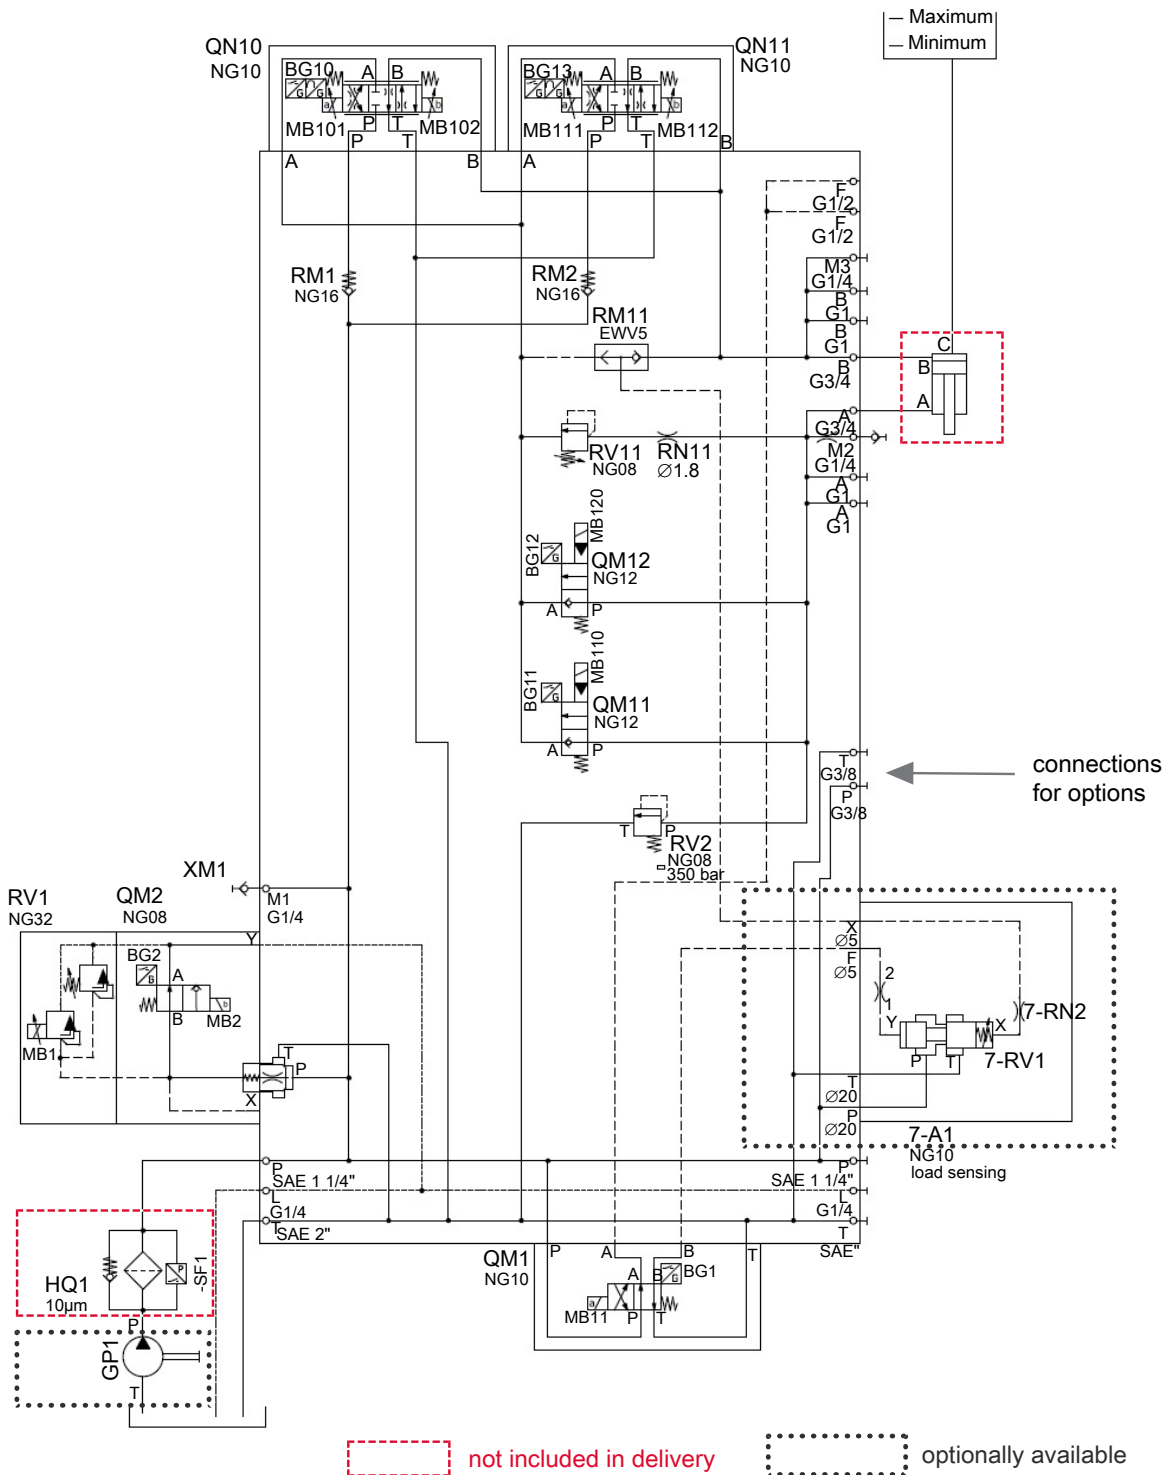 Maximum
Minimum
QN10
NG10
BG10
A B
MB101
P T
MB102
P T
A B
QN11
NG10
BG13
A B
MB111
P T
MB112
A B
F
G1/2
F
G1/2
M3
G1/4
B
G1
B
G1
B
G3/4
RM1
NG16
RM2
NG16
RM11
EWV5
C
B
A
A
G3/4
M2
G1/4
A
G1
A
G1
RV11
NG08
RN11
Ø1.8
MB120
BG12
QM12
NG12
A P
MB110
BG11
QM11
NG12
A P
T
G3/8
P
G3/8
connections
for options
T P
RV2
NG08
350 bar
XM1
M1
G1/4
RV1
NG32
QM2
NG08
Y
BG2
A
B
MB2
MB1
T
P
X
X
Ø5
F
Ø5
2
1
Y X
7-RN2
P T
7-RV1
T
Ø20
P
Ø20
7-A1
NG10
load sensing
P
SAE 1 1/4"
L
G1/4
T
SAE 2"
P
SAE 1 1/4"
L
G1/4
T
SAE"
QM1
NG10
P A B T
A B
BG1
a
MB11
P T
HQ1
10µm
P
-SF1
P
GP1
T
not included in delivery
optionally available